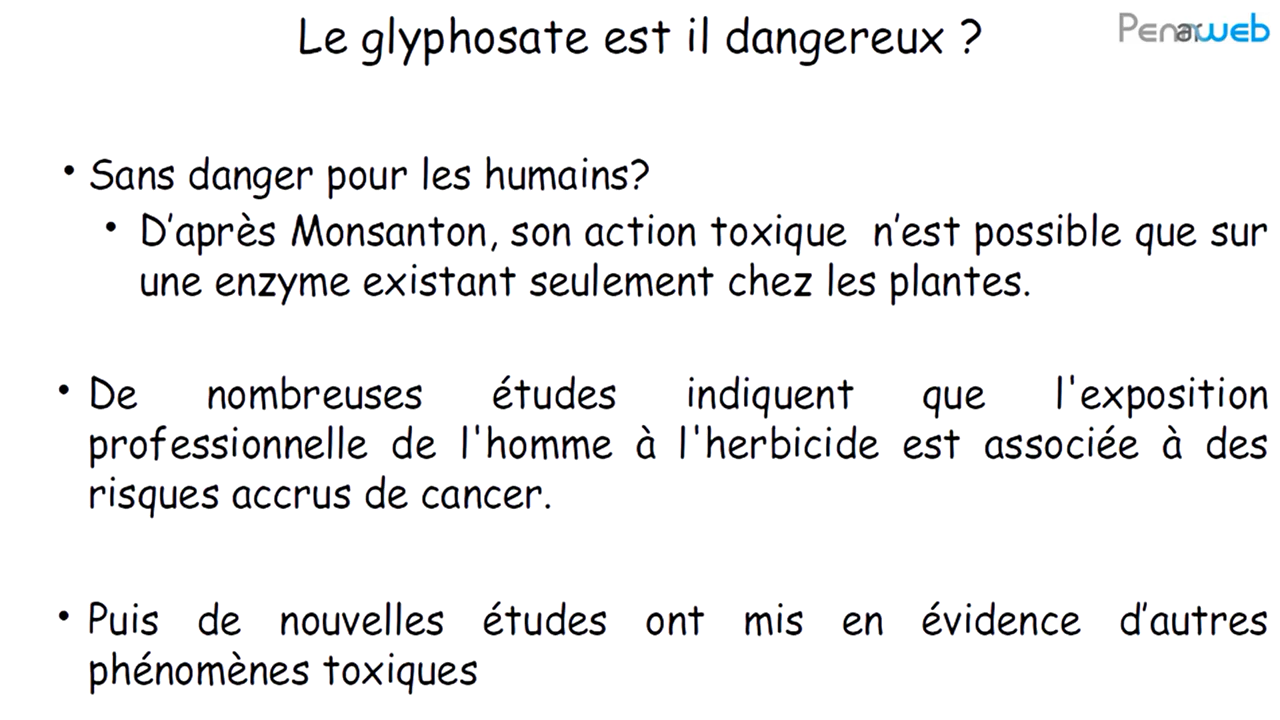 Le glyphosate est il dangereux ?
Penarweb
• Sans danger pour les humains?
• D’après Monsanton, son action toxique n’est possible que sur
une enzyme existant seulement chez les plantes.
• De nombreuses études indiquent que l'exposition
professionnelle de l'homme à l'herbicide est associée à des
risques accrus de cancer.
• Puis de nouvelles études ont mis en évidence d’autres
phénomènes toxiques